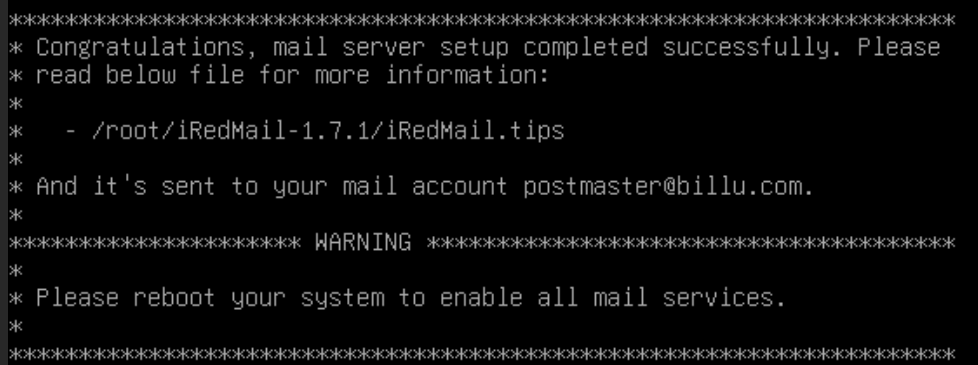 ********************************************************************
* Congratulations, mail server setup completed successfully. Please
* read below file for more information:
*
*   - /root/iRedMail-1.7.1/iRedMail.tips
*
* And it's sent to your mail account postmaster@billu.com.
*
********************* WARNING **************************************
*
* Please reboot your system to enable all mail services.
*
********************************************************************